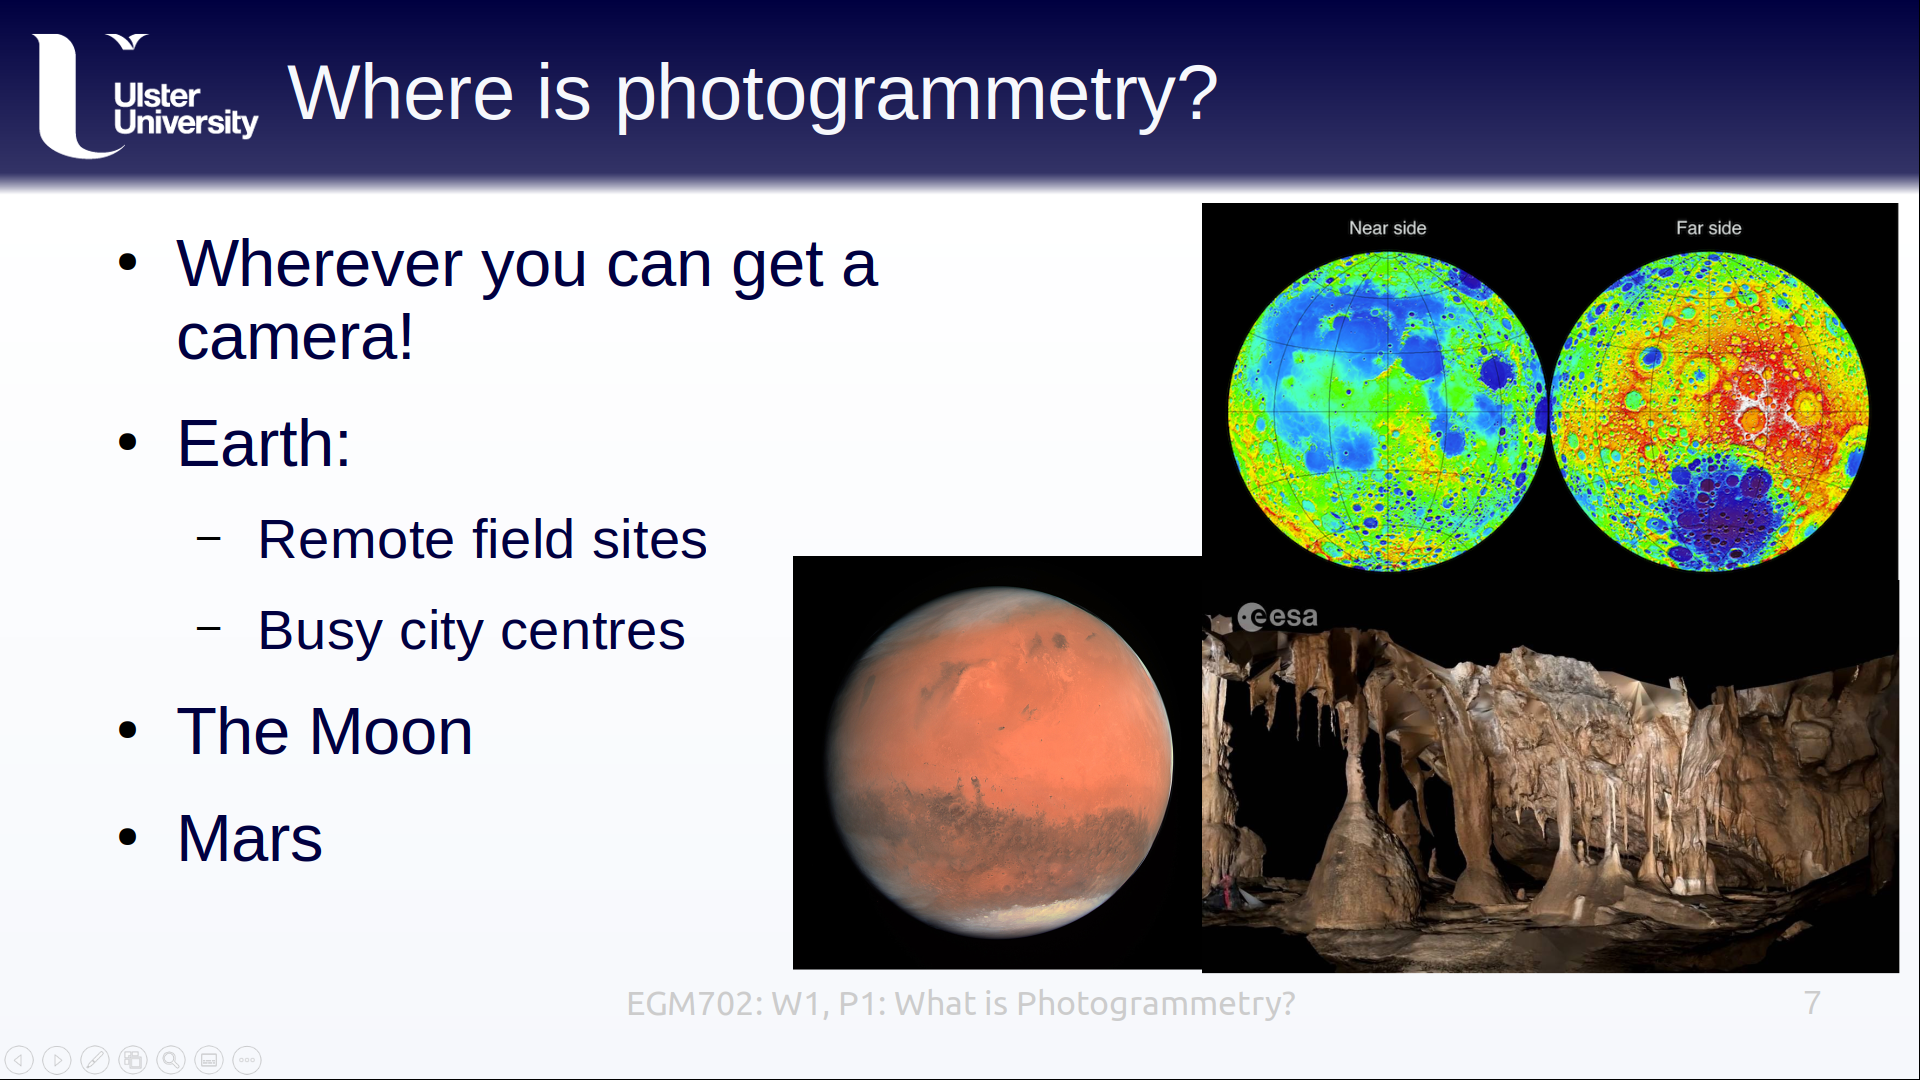 Ulster
University
Where is photogrammetry?
• Wherever you can get a
camera!
• Earth:
– Remote field sites
– Busy city centres
• The Moon
• Mars
Near side
Far side
esa
EGM702: W1, P1: What is Photogrammetry?
7